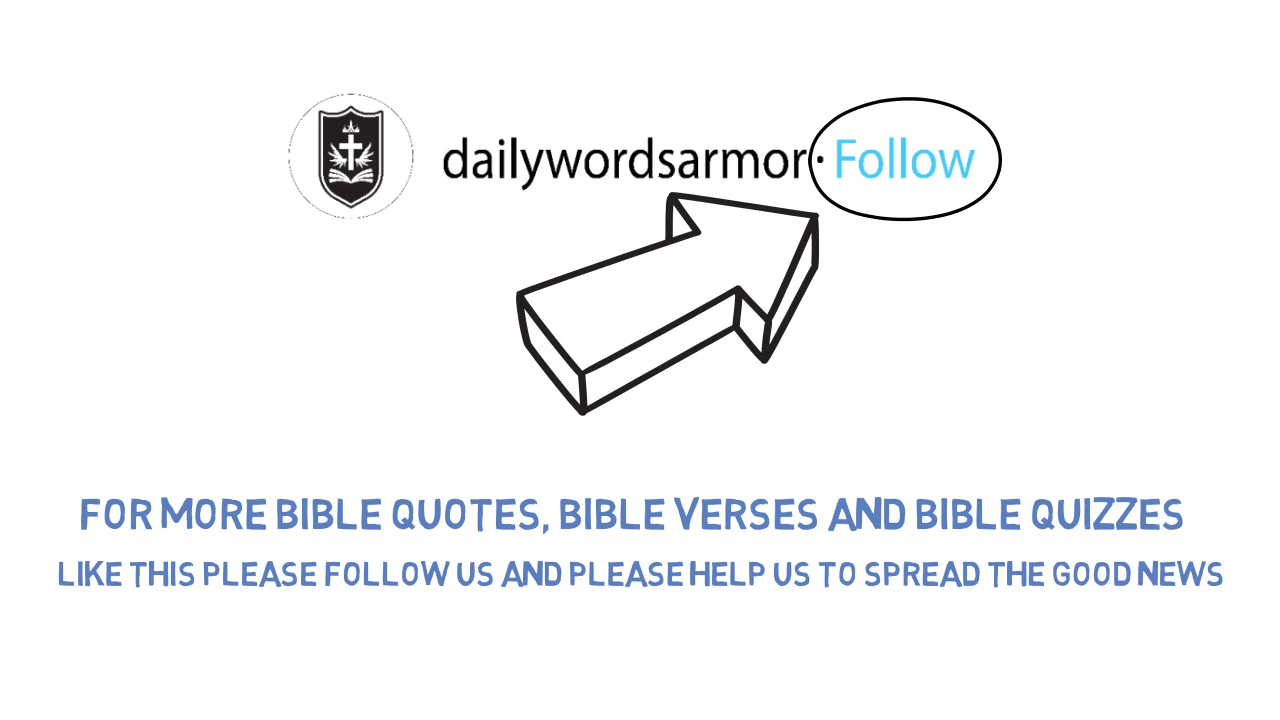 dailywordsarmor · Follow
FOR MORE BIBLE QUOTES, BIBLE VERSES AND BIBLE QUIZZES
LIKE THIS PLEASE FOLLOW US AND PLEASE HELP US TO SPREAD THE GOOD NEWS